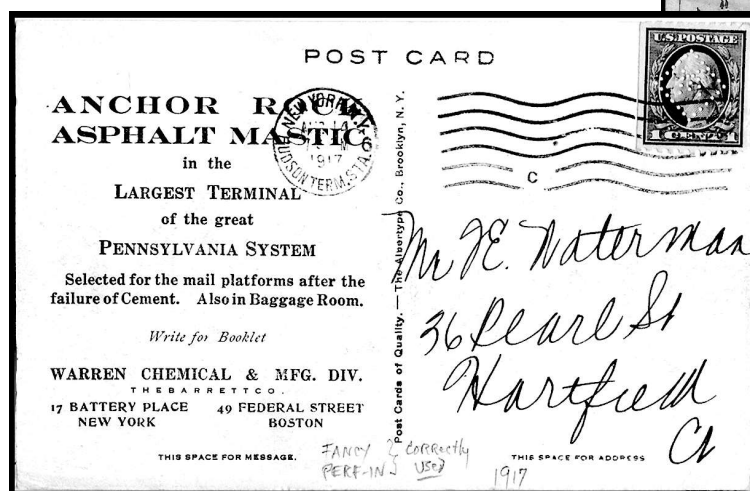 POST CARD
U.S. POSTAGE
1 CENT 1
ANCHOR ROCK
ASPHALT MASTIC
in the
LARGEST TERMINAL
of the great
PENNSYLVANIA SYSTEM
Selected for the mail platforms after the
failure of Cement. Also in Baggage Room.
Write for Booklet
WARREN CHEMICAL & MFG. DIV.
THE BARRETT CO.
17 BATTERY PLACE 49 FEDERAL STREET
NEW YORK BOSTON
THIS SPACE FOR MESSAGE.
NEW YORK, N.Y.
1917
HUDSON TERM. STA.
6
C
Post Cards of Quality. — The Albertype Co., Brooklyn, N. Y.
Mr. J E. Waterman
36 Pearl St
Hartfield
Ct
THIS SPACE FOR ADDRESS
FANCY & Correctly
PERF-IN USED
1917